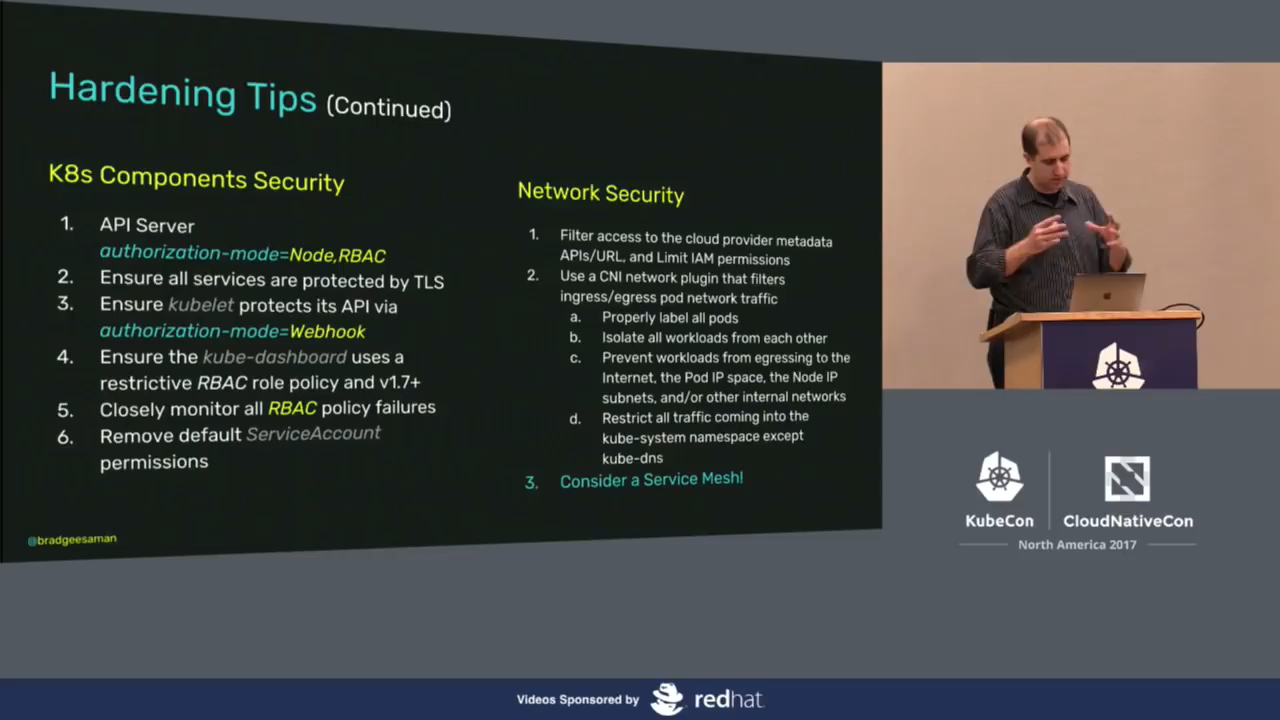 Hardening Tips (Continued)
K8s Components Security
1. API Server
authorization-mode=Node,RBAC
2. Ensure all services are protected by TLS
3. Ensure kubelet protects its API via
authorization-mode=Webhook
4. Ensure the kube-dashboard uses a
restrictive RBAC role policy and v1.7+
5. Closely monitor all RBAC policy failures
6. Remove default ServiceAccount
permissions
@bradgeesaman
Network Security
1. Filter access to the cloud provider metadata
APIs/URL, and Limit IAM permissions
2. Use a CNI network plugin that filters
ingress/egress pod network traffic
a. Properly label all pods
b. Isolate all workloads from each other
c. Prevent workloads from egressing to the
Internet, the Pod IP space, the Node IP
subnets, and/or other internal networks
d. Restrict all traffic coming into the
kube-system namespace except
kube-dns
3. Consider a Service Mesh!
KubeCon
CloudNativeCon
North America 2017
Videos Sponsored by
redhat